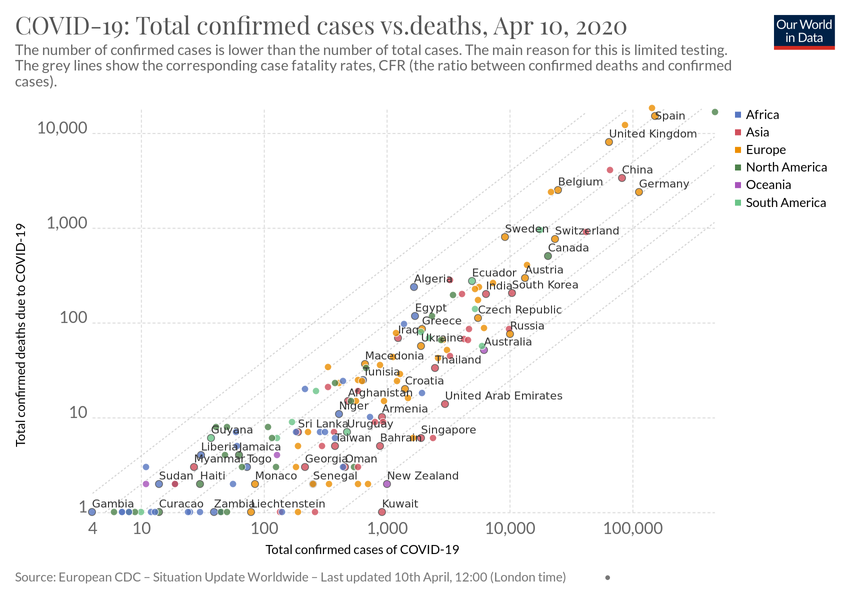 COVID-19: Total confirmed cases vs.deaths, Apr 10, 2020
Our World
in Data
The number of confirmed cases is lower than the number of total cases. The main reason for this is limited testing.
The grey lines show the corresponding case fatality rates, CFR (the ratio between confirmed deaths and confirmed
cases).
Africa
Asia
Europe
North America
Oceania
South America
Total confirmed deaths due to COVID-19
10,000
1,000
100
10
1
Spain
United Kingdom
China
Belgium
Germany
Sweden
Switzerland
Canada
Algeria
Ecuador
Austria
India
South Korea
Egypt
Czech Republic
Greece
Iraq
Russia
Ukraine
Australia
Macedonia
Thailand
Tunisia
Croatia
Afghanistan
United Arab Emirates
Niger
Armenia
Guyana
Sri Lanka
Uruguay
Singapore
Taiwan
Bahrain
Liberia
Jamaica
Myanmar
Togo
Georgia
Oman
Sudan
Haiti
Monaco
Senegal
New Zealand
Gambia
Curacao
Zambia
Liechtenstein
Kuwait
4
10
100
1,000
10,000
100,000
Total confirmed cases of COVID-19
Source: European CDC – Situation Update Worldwide – Last updated 10th April, 12:00 (London time)